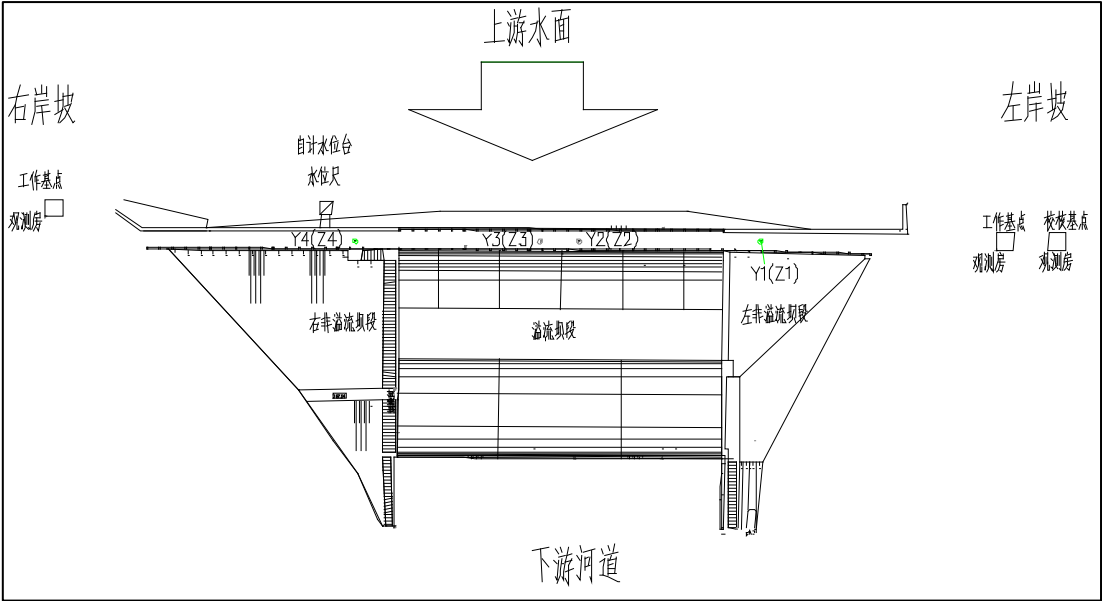 上游水面
右岸坡
左岸坡
自计水位台
水位尺
工作基点
观测房
工作基点
校核基点
观测房
观测房
Y4(Z4)
Y3(Z3)
Y2(Z2)
Y1(Z1)
右非溢流坝段
溢流坝段
左非溢流坝段
下游河道